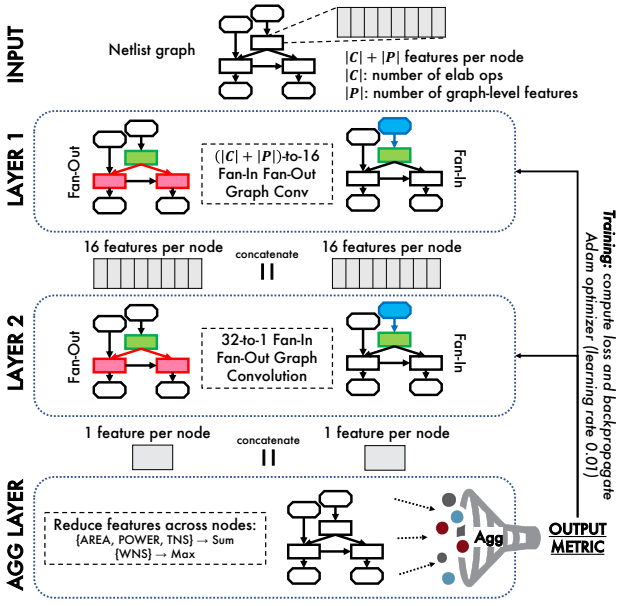 INPUT
Netlist graph
|C| + |P| features per node
|C|: number of elab ops
|P|: number of graph-level features
LAYER 1
Fan-Out
(|C| + |P|)-to-16
Fan-In Fan-Out
Graph Conv
Fan-In
16 features per node
concatenate
16 features per node
LAYER 2
Fan-Out
32-to-1 Fan-In
Fan-Out Graph
Convolution
Fan-In
1 feature per node
concatenate
1 feature per node
Training: compute loss and backpropagate
Adam optimizer (learning rate 0.01)
AGG LAYER
Reduce features across nodes:
{AREA, POWER, TNS} → Sum
{WNS} → Max
Agg
OUTPUT
METRIC